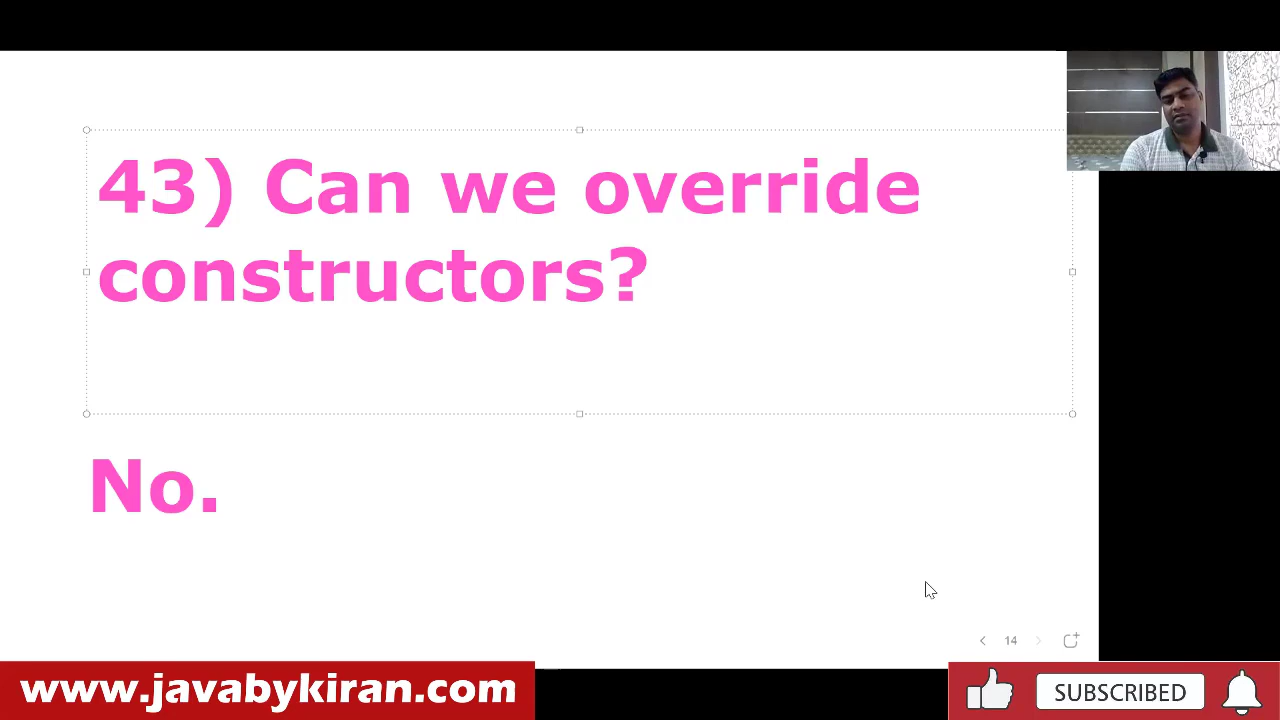 43) Can we override
constructors?
No.
14
www.javabykiran.com
SUBSCRIBED